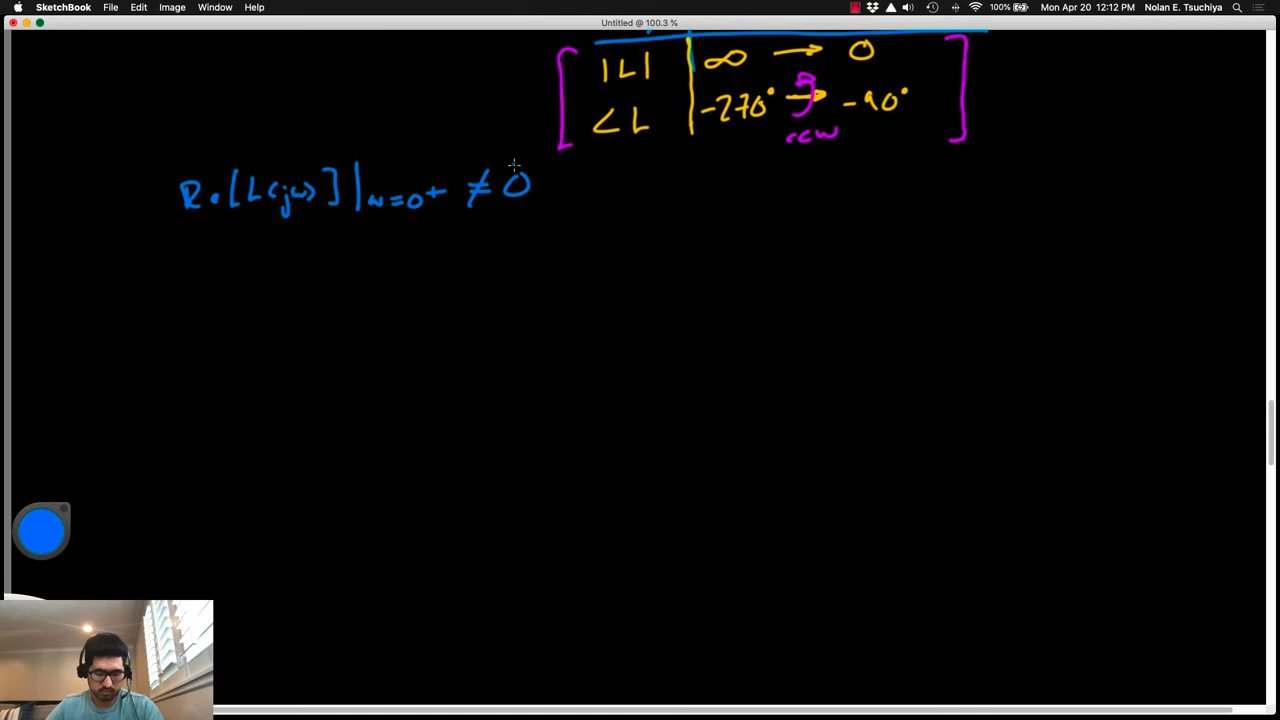 SketchBook File Edit Image Window Help 100% Mon Apr 20 12:12 PM Nolan E. Tsuchiya
Untitled @ 100.3 %
|L| ∞ → 0
∠L -270° → -90°
ccw
Re[L(jω)]|ω=0+ ≠ 0